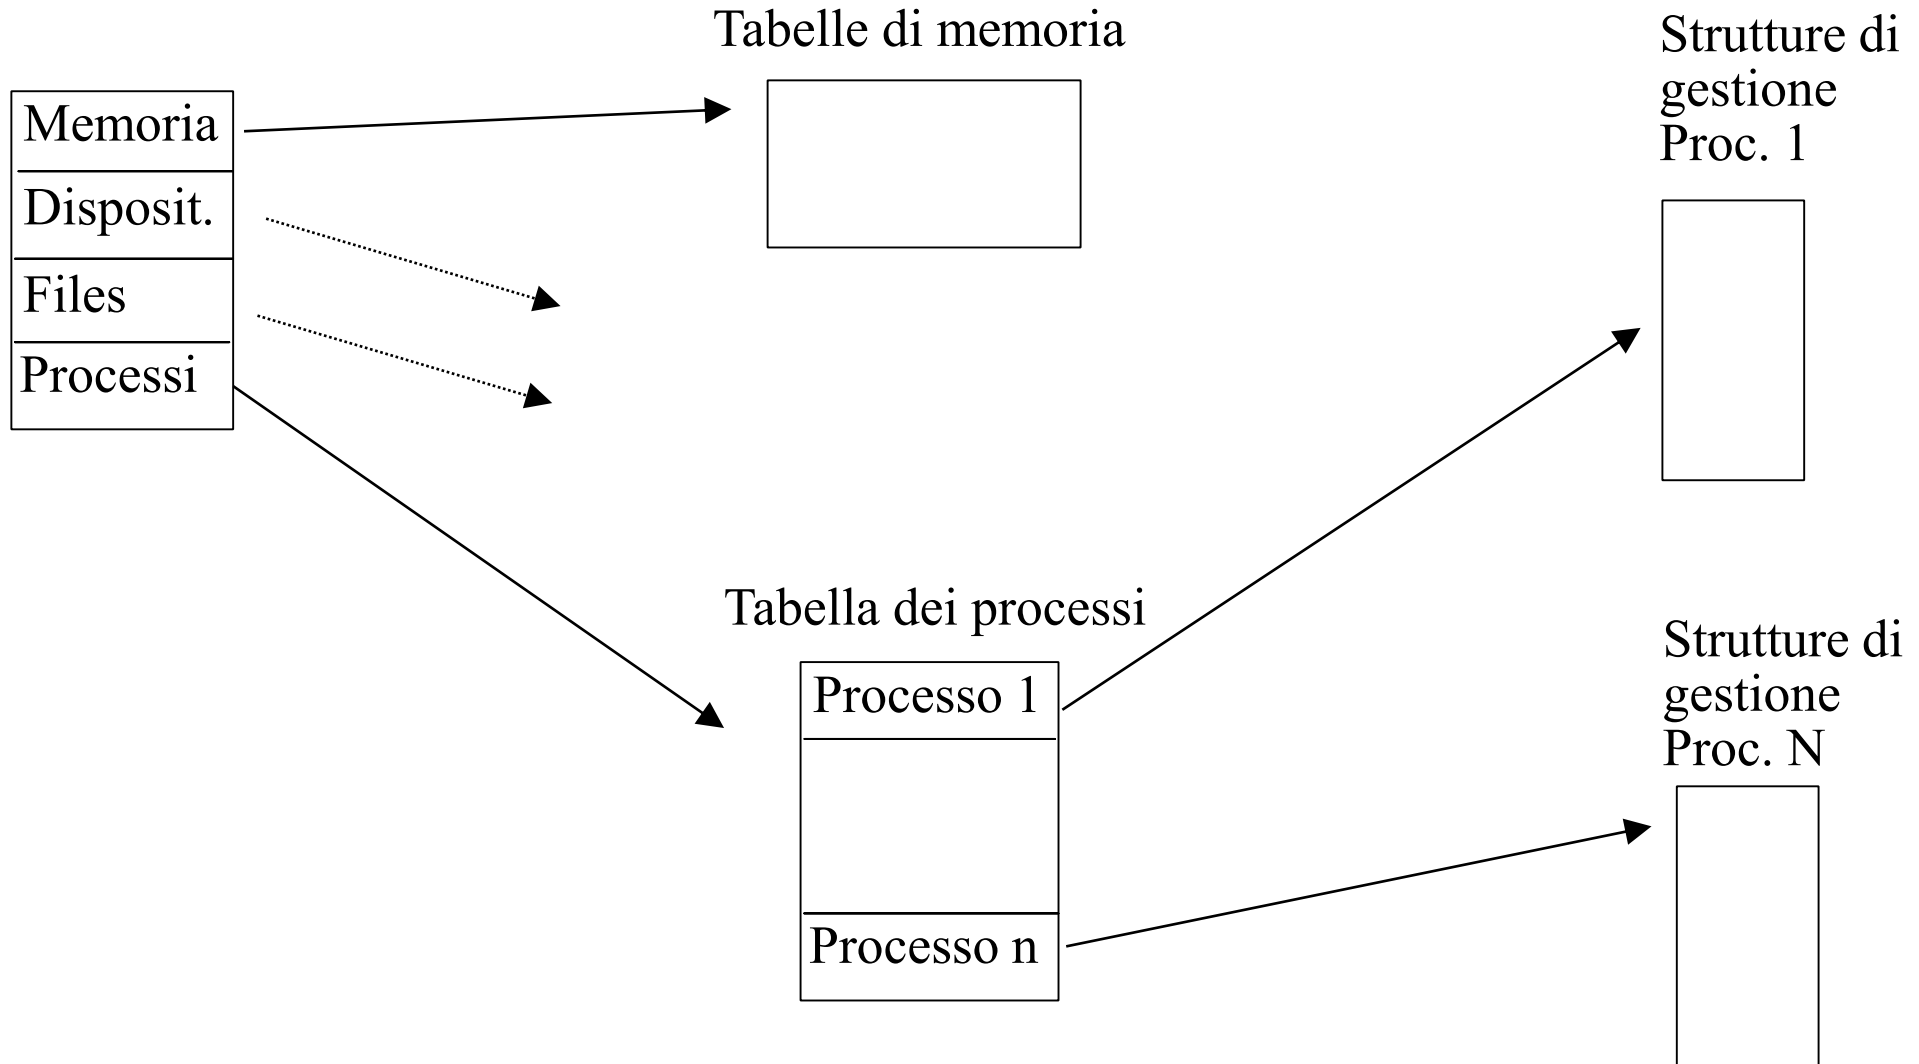 Tabelle di memoria
Strutture di
gestione
Proc. 1
Memoria
Disposit.
Files
Processi
Tabella dei processi
Processo 1
Processo n
Strutture di
gestione
Proc. N